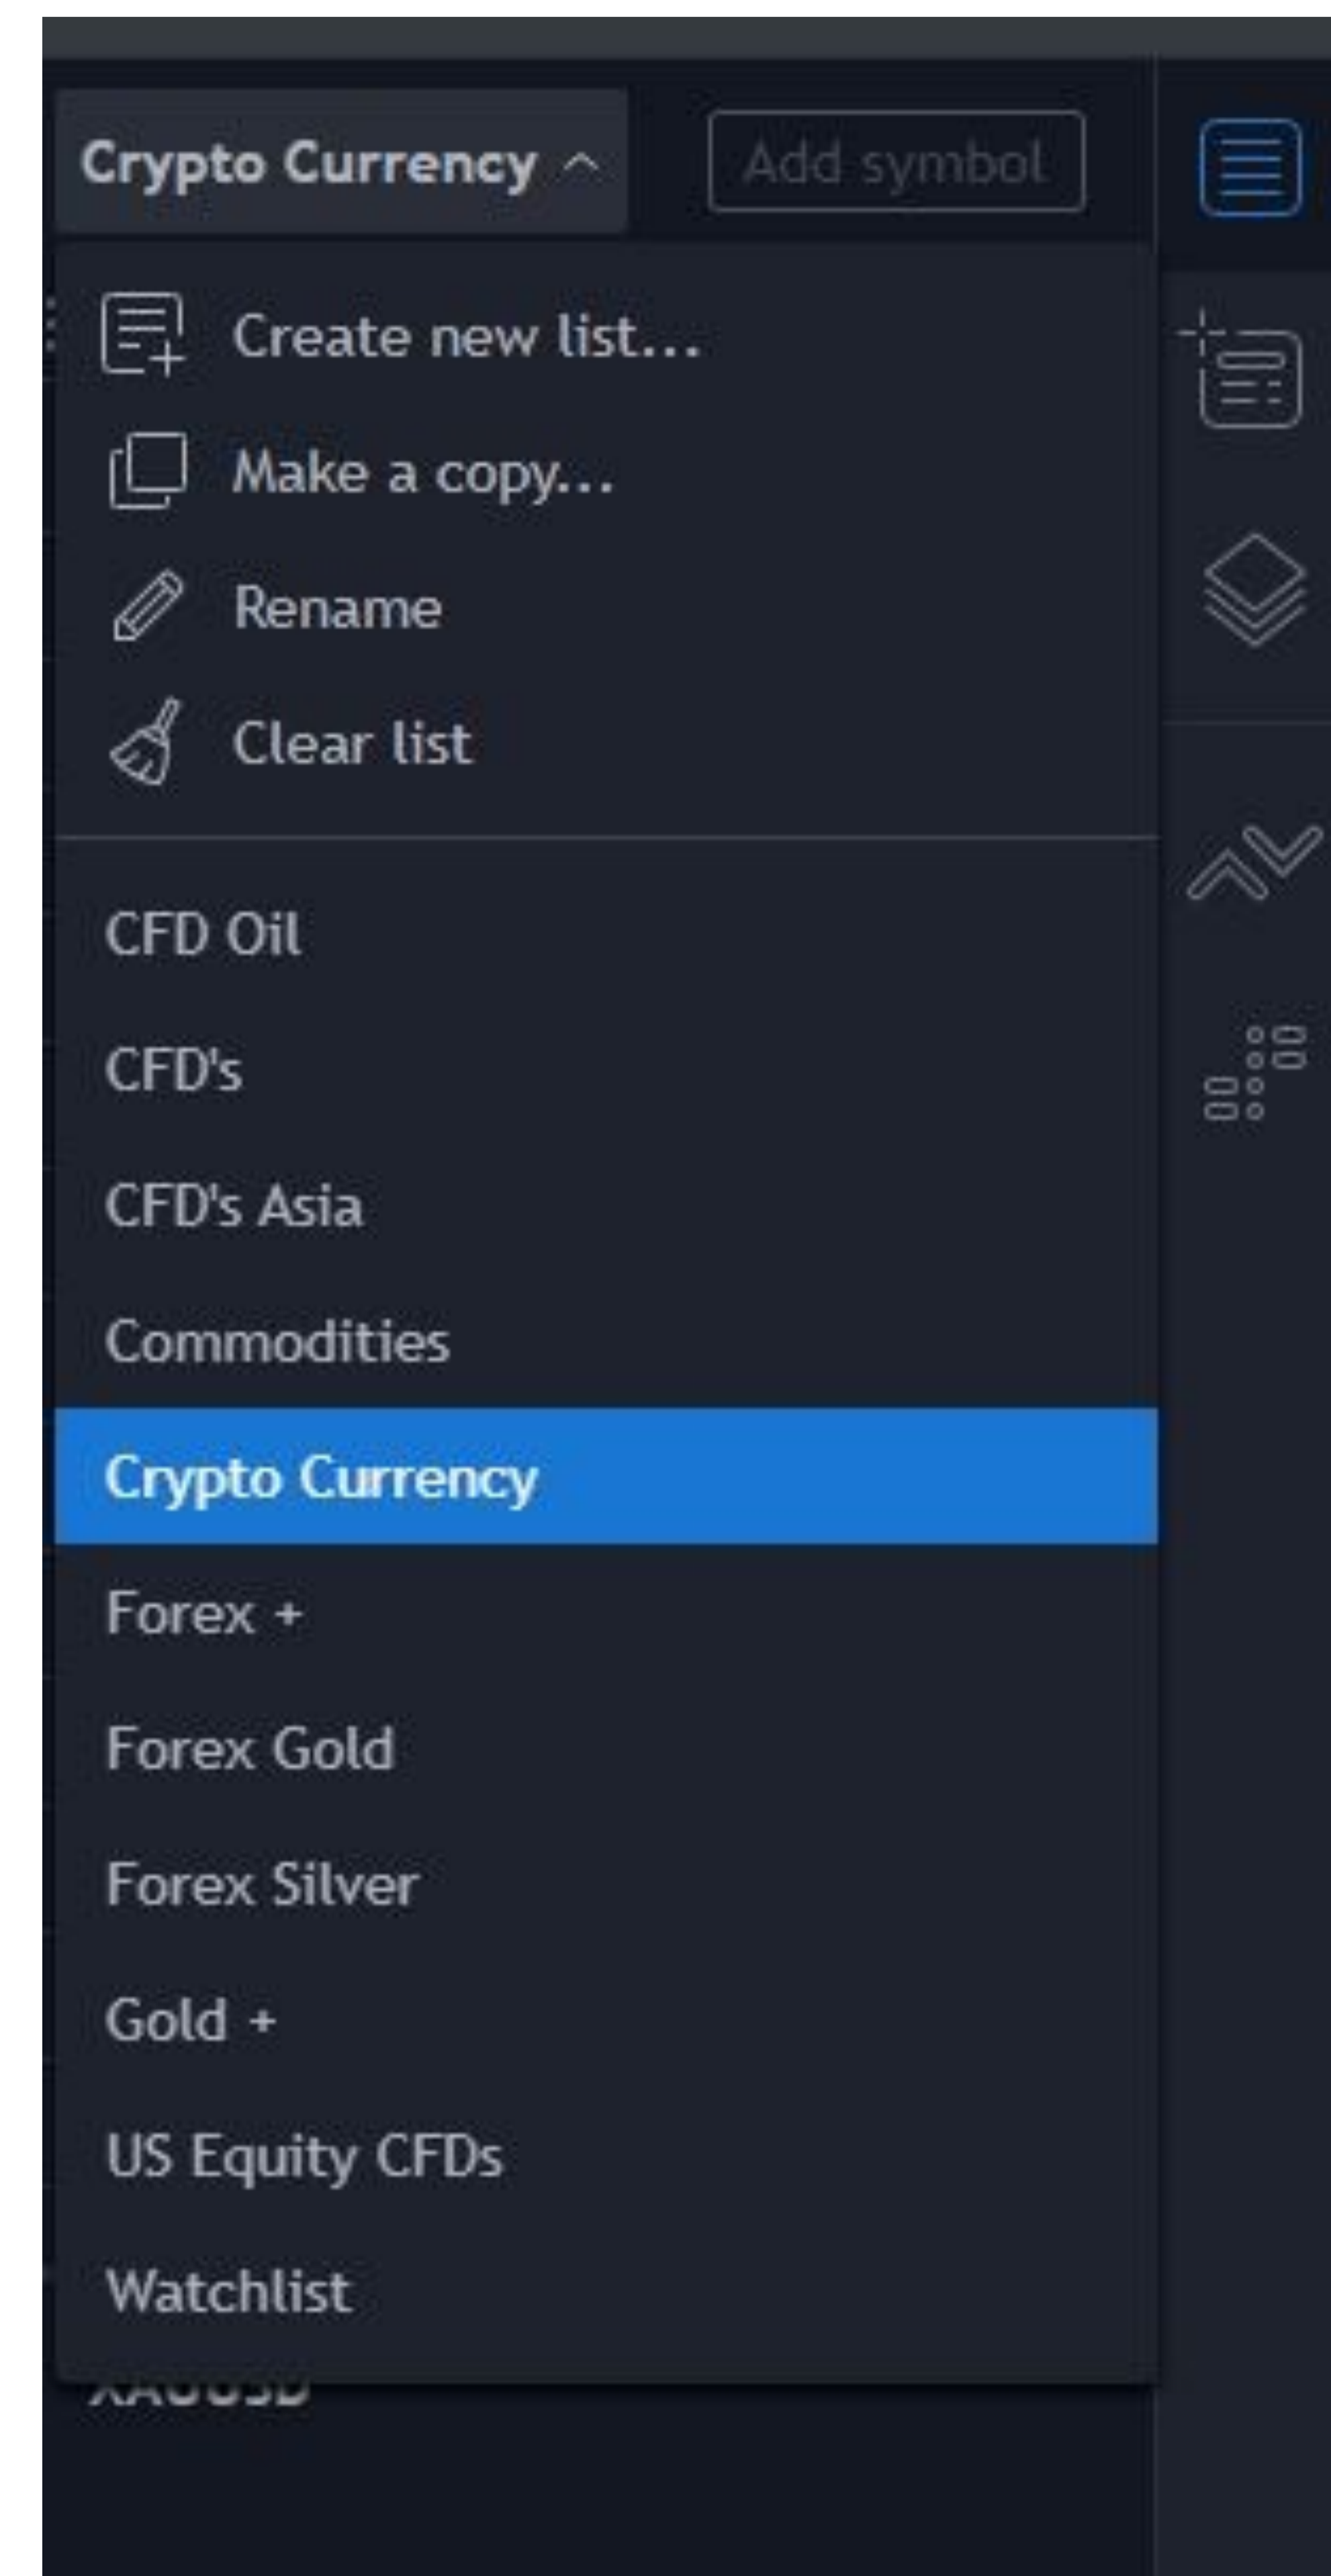 Crypto Currency
Add symbol
Create new list...
Make a copy...
Rename
Clear list
CFD Oil
CFD's
CFD's Asia
Commodities
Crypto Currency
Forex +
Forex Gold
Forex Silver
Gold +
US Equity CFDs
Watchlist
XAUUSD